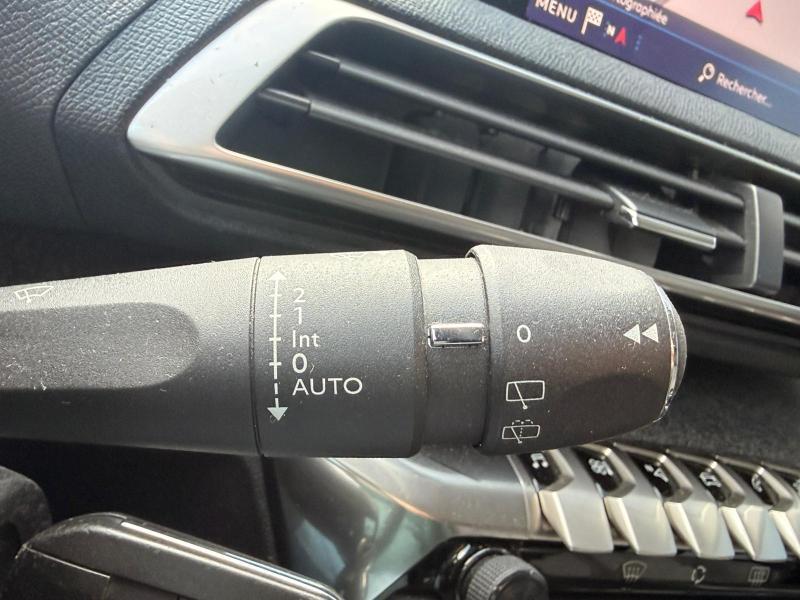 MENU
N
Rechercher...
2
1
Int
0
AUTO
0